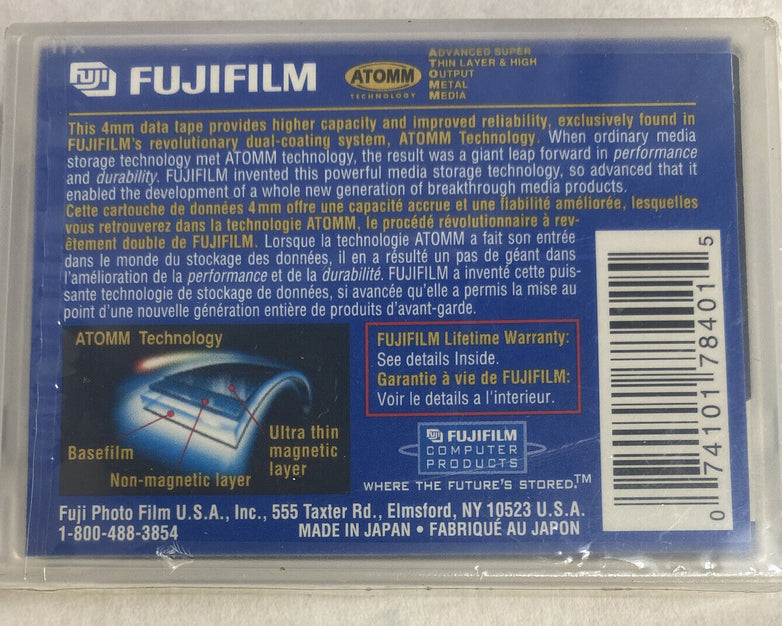 FUJI FUJIFILM
ATOMM
TECHNOLOGY
ADVANCED SUPER
THIN LAYER & HIGH
OUTPUT
METAL
MEDIA
This 4mm data tape provides higher capacity and improved reliability, exclusively found in
FUJIFILM's revolutionary dual-coating system, ATOMM Technology. When ordinary media
storage technology met ATOMM technology, the result was a giant leap forward in performance
and durability. FUJIFILM invented this powerful media storage technology, so advanced that it
enabled the development of a whole new generation of breakthrough media products.
Cette cartouche de données 4mm offre une capacité accrue et une fiabilité améliorée, lesquelles
vous retrouverez dans la technologie ATOMM, le procédé révolutionnaire à rev-
êtement double de FUJIFILM. Lorsque la technologie ATOMM a fait son entrée
dans le monde du stockage des données, il en a résulté un pas de géant dans
l'amélioration de la performance et de la durabilité. FUJIFILM a inventé cette puis-
sante technologie de stockage de données, si avancée qu'elle a permis la mise au
point d'une nouvelle génération entière de produits d'avant-garde.
ATOMM Technology
Basefilm
Non-magnetic layer
Ultra thin
magnetic
layer
FUJIFILM Lifetime Warranty:
See details Inside.
Garantie à vie de FUJIFILM:
Voir le details a l'interieur.
FUJI FUJIFILM
COMPUTER
PRODUCTS
WHERE THE FUTURE'S STORED.™
Fuji Photo Film U.S.A., Inc., 555 Taxter Rd., Elmsford, NY 10523 U.S.A.
1-800-488-3854
MADE IN JAPAN • FABRIQUÉ AU JAPON
0 74101 78401 5